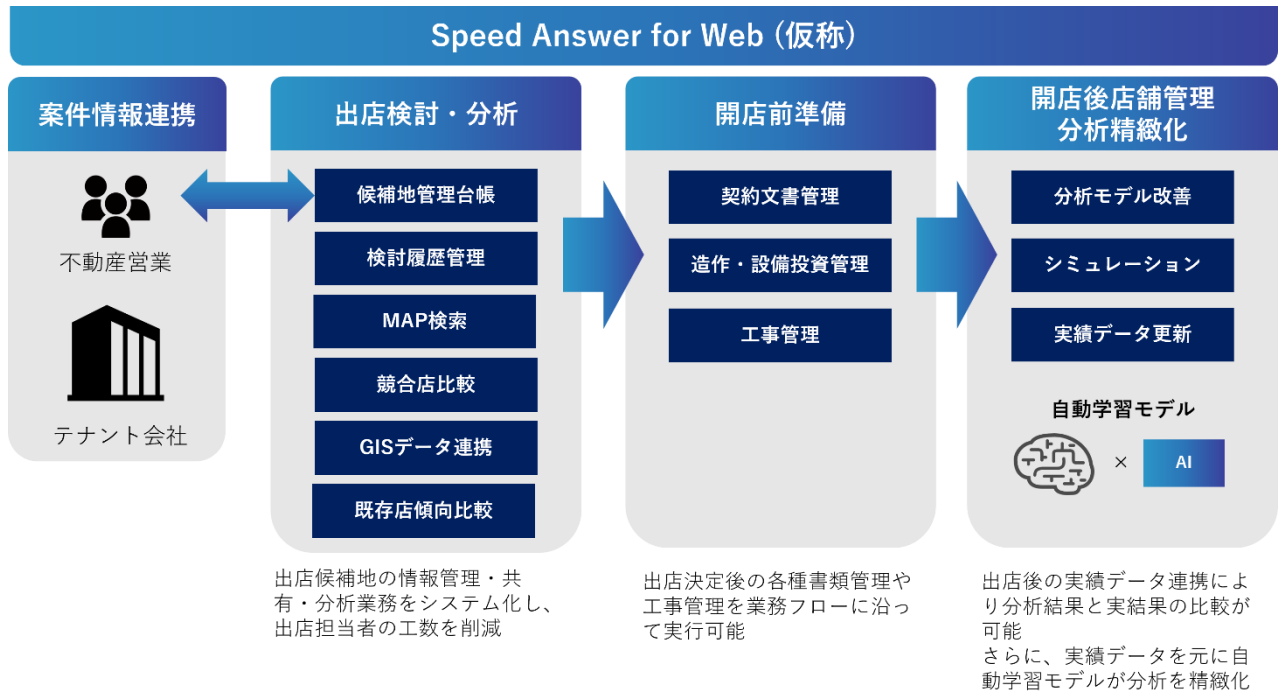 Speed Answer for Web (仮称)
案件情報連携
不動産営業
テナント会社
出店検討・分析
候補地管理台帳
検討履歴管理
MAP検索
競合店比較
GISデータ連携
既存店傾向比較
出店候補地の情報管理・共
有・分析業務をシステム化し、
出店担当者の工数を削減
開店前準備
契約文書管理
造作・設備投資管理
工事管理
出店決定後の各種書類管理や
工事管理を業務フローに沿っ
て実行可能
開店後店舗管理
分析精緻化
分析モデル改善
シミュレーション
実績データ更新
自動学習モデル
× AI
出店後の実績データ連携によ
り分析結果と実結果の比較が
可能
さらに、実績データを元に自
動学習モデルが分析を精緻化